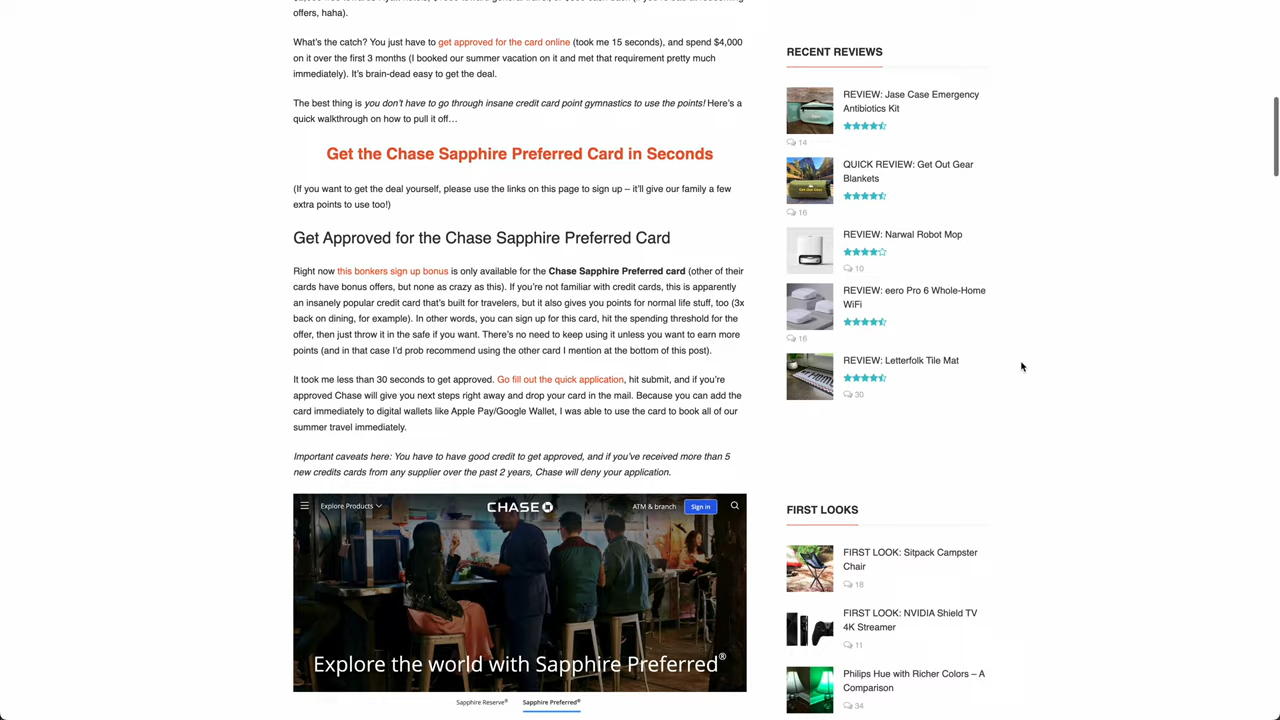 offers, haha).
What's the catch? You just have to get approved for the card online (took me 15 seconds), and spend $4,000
on it over the first 3 months (I booked our summer vacation on it and met that requirement pretty much
immediately). It's brain-dead easy to get the deal.
The best thing is you don't have to go through insane credit card point gymnastics to use the points! Here's a
quick walkthrough on how to pull it off…
Get the Chase Sapphire Preferred Card in Seconds
(If you want to get the deal yourself, please use the links on this page to sign up – it'll give our family a few
extra points to use too!)
Get Approved for the Chase Sapphire Preferred Card
Right now this bonkers sign up bonus is only available for the Chase Sapphire Preferred card (other of their
cards have bonus offers, but none as crazy as this). If you're not familiar with credit cards, this is apparently
an insanely popular credit card that's built for travelers, but it also gives you points for normal life stuff, too (3x
back on dining, for example). In other words, you can sign up for this card, hit the spending threshold for the
offer, then just throw it in the safe if you want. There's no need to keep using it unless you want to earn more
points (and in that case I'd prob recommend using the other card I mention at the bottom of this post).
It took me less than 30 seconds to get approved. Go fill out the quick application, hit submit, and if you're
approved Chase will give you next steps right away and drop your card in the mail. Because you can add the
card immediately to digital wallets like Apple Pay/Google Wallet, I was able to use the card to book all of our
summer travel immediately.
Important caveats here: You have to have good credit to get approved, and if you've received more than 5
new credits cards from any supplier over the past 2 years, Chase will deny your application.
Explore Products
CHASE
ATM & branch
Sign in
Explore the world with Sapphire Preferred®
Sapphire Reserve®
Sapphire Preferred®
RECENT REVIEWS
REVIEW: Jase Case Emergency
Antibiotics Kit
14
QUICK REVIEW: Get Out Gear
Blankets
16
REVIEW: Narwal Robot Mop
10
REVIEW: eero Pro 6 Whole-Home
WiFi
16
REVIEW: Letterfolk Tile Mat
30
FIRST LOOKS
FIRST LOOK: Sitpack Campster
Chair
18
FIRST LOOK: NVIDIA Shield TV
4K Streamer
11
Philips Hue with Richer Colors – A
Comparison
34